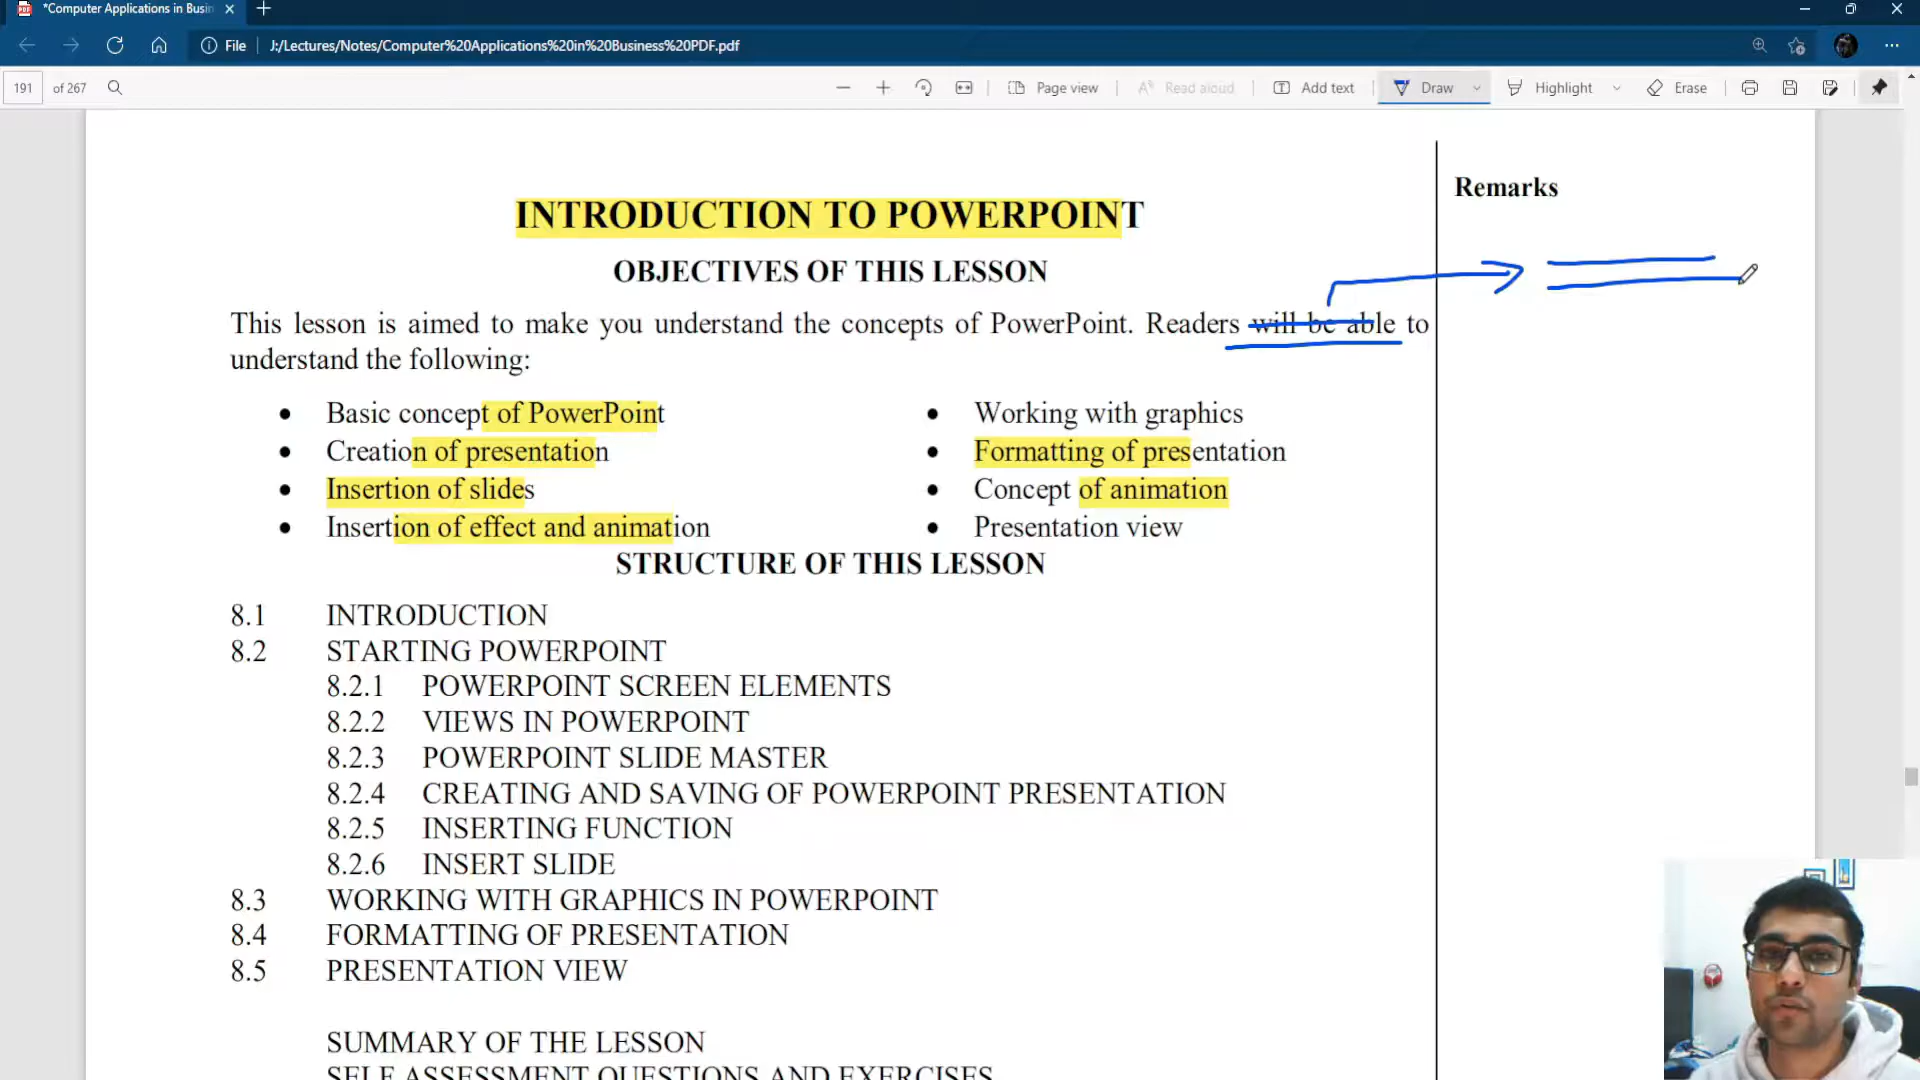 *Computer Applications in Busin
File J:/Lectures/Notes/Computer%20Applications%20in%20Business%20PDF.pdf
191 of 267 Page view Read aloud Add text Draw Highlight Erase
Remarks
INTRODUCTION TO POWERPOINT
OBJECTIVES OF THIS LESSON
This lesson is aimed to make you understand the concepts of PowerPoint. Readers will be able to
understand the following:
• Basic concept of PowerPoint
• Creation of presentation
• Insertion of slides
• Insertion of effect and animation
• Working with graphics
• Formatting of presentation
• Concept of animation
• Presentation view
STRUCTURE OF THIS LESSON
8.1 INTRODUCTION
8.2 STARTING POWERPOINT
8.2.1 POWERPOINT SCREEN ELEMENTS
8.2.2 VIEWS IN POWERPOINT
8.2.3 POWERPOINT SLIDE MASTER
8.2.4 CREATING AND SAVING OF POWERPOINT PRESENTATION
8.2.5 INSERTING FUNCTION
8.2.6 INSERT SLIDE
8.3 WORKING WITH GRAPHICS IN POWERPOINT
8.4 FORMATTING OF PRESENTATION
8.5 PRESENTATION VIEW
SUMMARY OF THE LESSON
SELF ASSESSMENT QUESTIONS AND EXERCISES